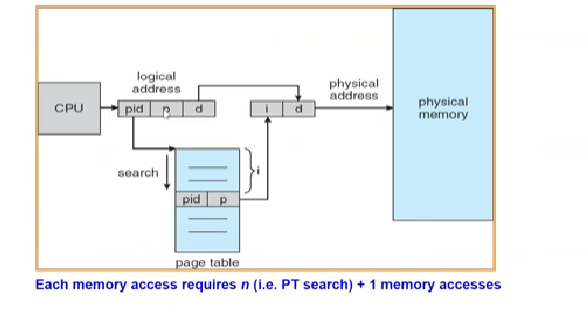 logical
address
physical
address
CPU
pid p d
i d
physical
memory
search
i
pid p
page table
Each memory access requires n (i.e. PT search) + 1 memory accesses